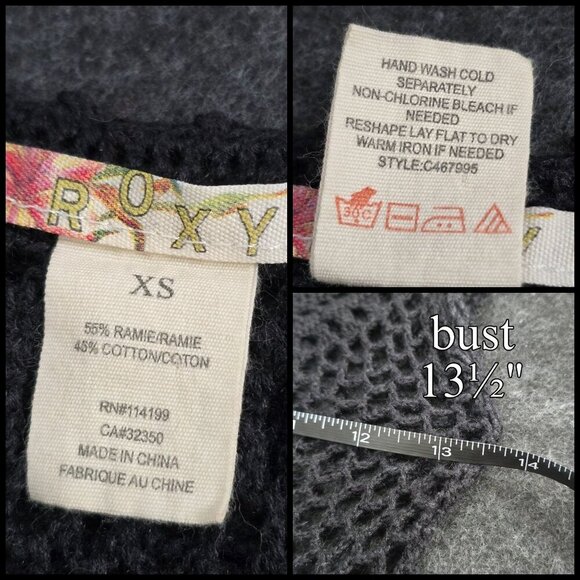 ROXY
XS
55% RAMIE/RAMIE
45% COTTON/COTON
RN#114199
CA#32350
MADE IN CHINA
FABRIQUE AU CHINE
HAND WASH COLD
SEPARATELY
NON-CHLORINE BLEACH IF
NEEDED
RESHAPE LAY FLAT TO DRY
WARM IRON IF NEEDED
STYLE:C467995
30C
Y
bust
13½"
12 13 14